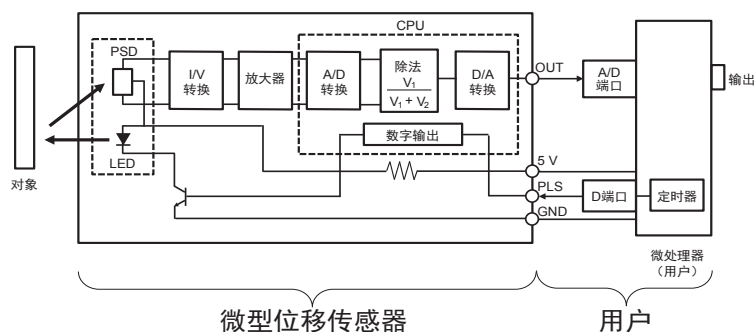 CPU
PSD
I/V
转换
放大器
A/D
转换
除法
V1
V1 + V2
D/A
转换
OUT
A/D
端口
输出
数字输出
LED
对象
5 V
PLS
D端口
定时器
GND
微处理器
（用户）
微型位移传感器
用户